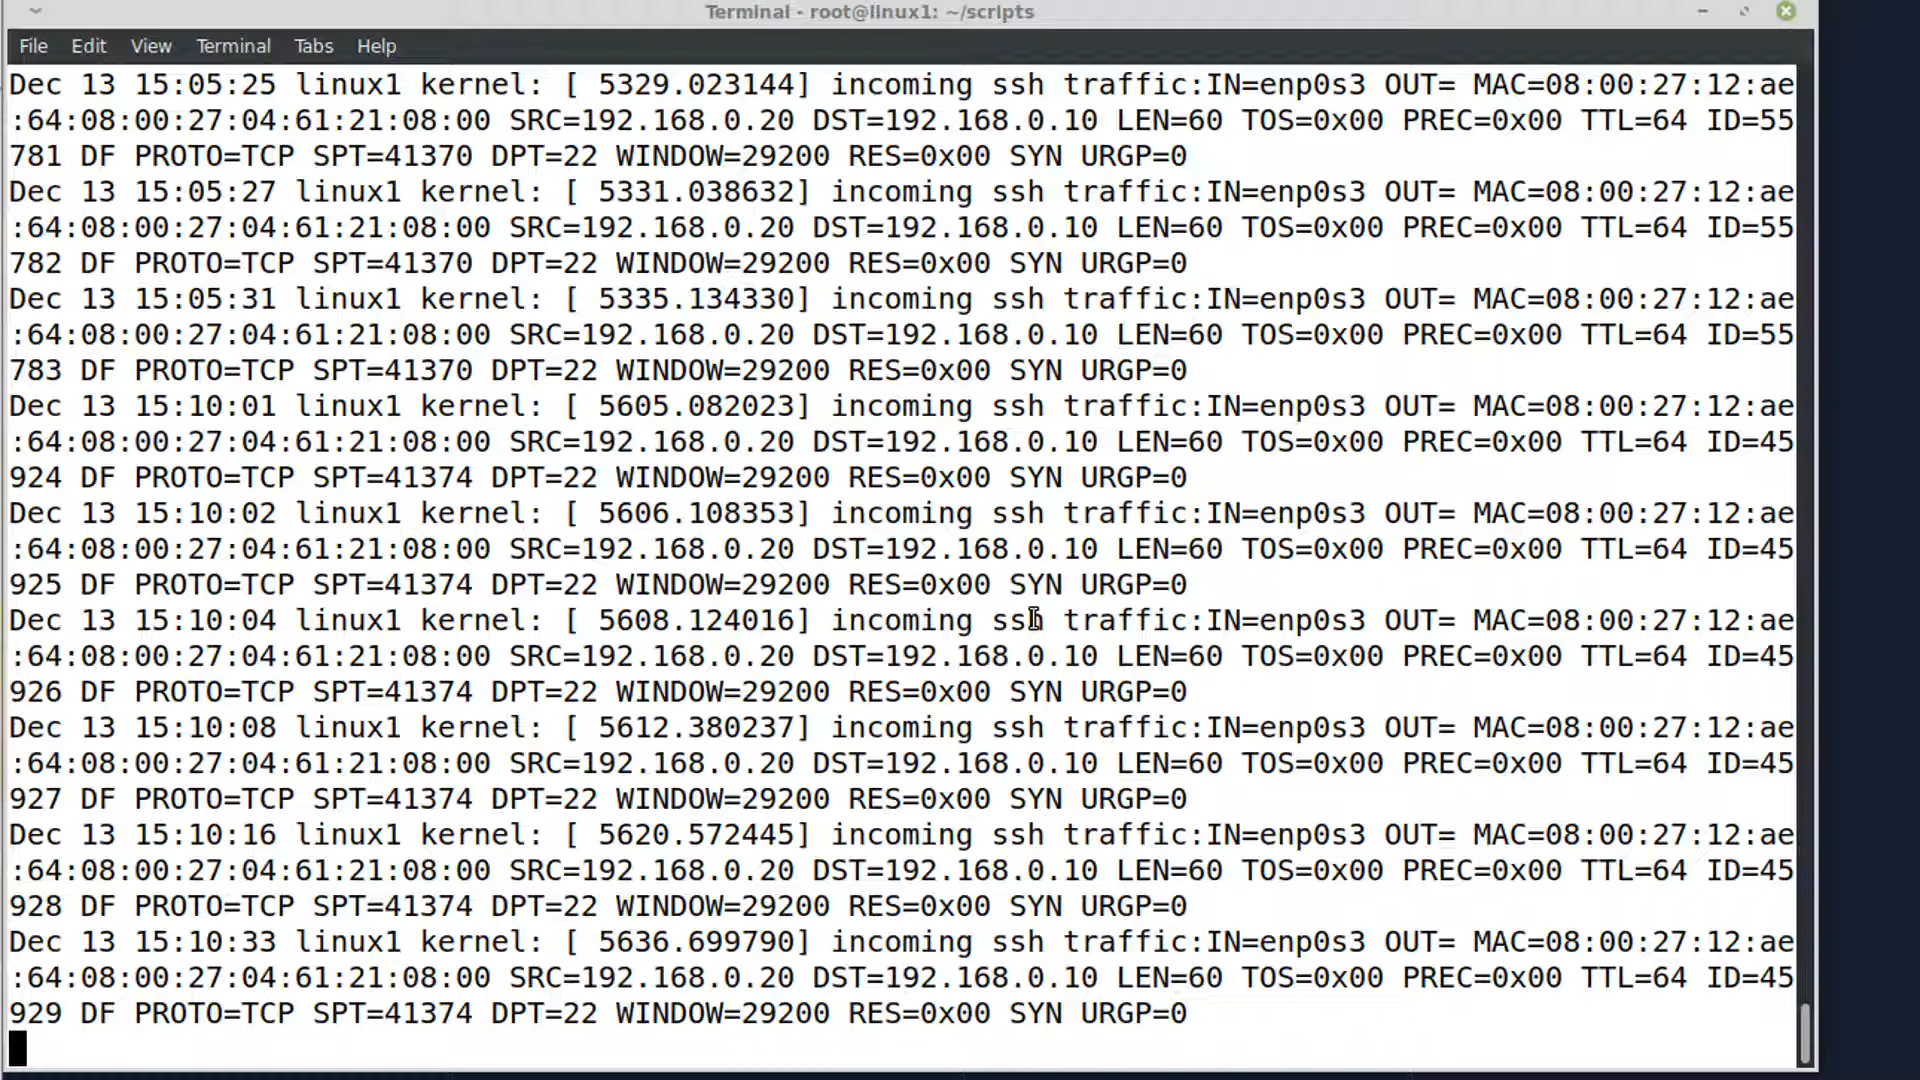 Terminal - root@linux1: ~/scripts
File Edit View Terminal Tabs Help
Dec 13 15:05:25 linux1 kernel: [ 5329.023144] incoming ssh traffic:IN=enp0s3 OUT= MAC=08:00:27:12:ae
:64:08:00:27:04:61:21:08:00 SRC=192.168.0.20 DST=192.168.0.10 LEN=60 TOS=0x00 PREC=0x00 TTL=64 ID=55
781 DF PROTO=TCP SPT=41370 DPT=22 WINDOW=29200 RES=0x00 SYN URGP=0
Dec 13 15:05:27 linux1 kernel: [ 5331.038632] incoming ssh traffic:IN=enp0s3 OUT= MAC=08:00:27:12:ae
:64:08:00:27:04:61:21:08:00 SRC=192.168.0.20 DST=192.168.0.10 LEN=60 TOS=0x00 PREC=0x00 TTL=64 ID=55
782 DF PROTO=TCP SPT=41370 DPT=22 WINDOW=29200 RES=0x00 SYN URGP=0
Dec 13 15:05:31 linux1 kernel: [ 5335.134330] incoming ssh traffic:IN=enp0s3 OUT= MAC=08:00:27:12:ae
:64:08:00:27:04:61:21:08:00 SRC=192.168.0.20 DST=192.168.0.10 LEN=60 TOS=0x00 PREC=0x00 TTL=64 ID=55
783 DF PROTO=TCP SPT=41370 DPT=22 WINDOW=29200 RES=0x00 SYN URGP=0
Dec 13 15:10:01 linux1 kernel: [ 5605.082023] incoming ssh traffic:IN=enp0s3 OUT= MAC=08:00:27:12:ae
:64:08:00:27:04:61:21:08:00 SRC=192.168.0.20 DST=192.168.0.10 LEN=60 TOS=0x00 PREC=0x00 TTL=64 ID=45
924 DF PROTO=TCP SPT=41374 DPT=22 WINDOW=29200 RES=0x00 SYN URGP=0
Dec 13 15:10:02 linux1 kernel: [ 5606.108353] incoming ssh traffic:IN=enp0s3 OUT= MAC=08:00:27:12:ae
:64:08:00:27:04:61:21:08:00 SRC=192.168.0.20 DST=192.168.0.10 LEN=60 TOS=0x00 PREC=0x00 TTL=64 ID=45
925 DF PROTO=TCP SPT=41374 DPT=22 WINDOW=29200 RES=0x00 SYN URGP=0
Dec 13 15:10:04 linux1 kernel: [ 5608.124016] incoming ssh traffic:IN=enp0s3 OUT= MAC=08:00:27:12:ae
:64:08:00:27:04:61:21:08:00 SRC=192.168.0.20 DST=192.168.0.10 LEN=60 TOS=0x00 PREC=0x00 TTL=64 ID=45
926 DF PROTO=TCP SPT=41374 DPT=22 WINDOW=29200 RES=0x00 SYN URGP=0
Dec 13 15:10:08 linux1 kernel: [ 5612.380237] incoming ssh traffic:IN=enp0s3 OUT= MAC=08:00:27:12:ae
:64:08:00:27:04:61:21:08:00 SRC=192.168.0.20 DST=192.168.0.10 LEN=60 TOS=0x00 PREC=0x00 TTL=64 ID=45
927 DF PROTO=TCP SPT=41374 DPT=22 WINDOW=29200 RES=0x00 SYN URGP=0
Dec 13 15:10:16 linux1 kernel: [ 5620.572445] incoming ssh traffic:IN=enp0s3 OUT= MAC=08:00:27:12:ae
:64:08:00:27:04:61:21:08:00 SRC=192.168.0.20 DST=192.168.0.10 LEN=60 TOS=0x00 PREC=0x00 TTL=64 ID=45
928 DF PROTO=TCP SPT=41374 DPT=22 WINDOW=29200 RES=0x00 SYN URGP=0
Dec 13 15:10:33 linux1 kernel: [ 5636.699790] incoming ssh traffic:IN=enp0s3 OUT= MAC=08:00:27:12:ae
:64:08:00:27:04:61:21:08:00 SRC=192.168.0.20 DST=192.168.0.10 LEN=60 TOS=0x00 PREC=0x00 TTL=64 ID=45
929 DF PROTO=TCP SPT=41374 DPT=22 WINDOW=29200 RES=0x00 SYN URGP=0